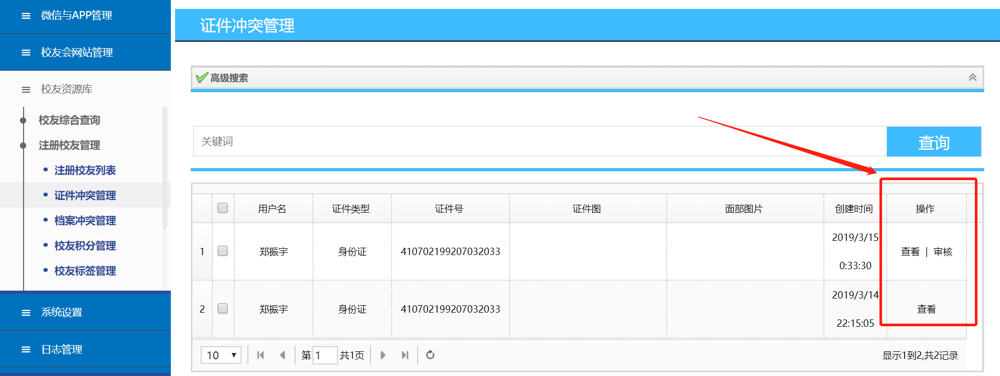 微信与APP管理
校友会网站管理
校友资源库
校友综合查询
注册校友管理
注册校友列表
证件冲突管理
档案冲突管理
校友积分管理
校友标签管理
系统设置
日志管理
证件冲突管理
高级搜索
关键词 查询
用户名 证件类型 证件号 证件图 面部图片 创建时间 操作
1 郑振宇 身份证 410702199207032033 2019/3/15 0:33:30 查看 | 审核
2 郑振宇 身份证 410702199207032033 2019/3/14 22:15:05 查看
10 第 1 共1页 显示1到2,共2记录